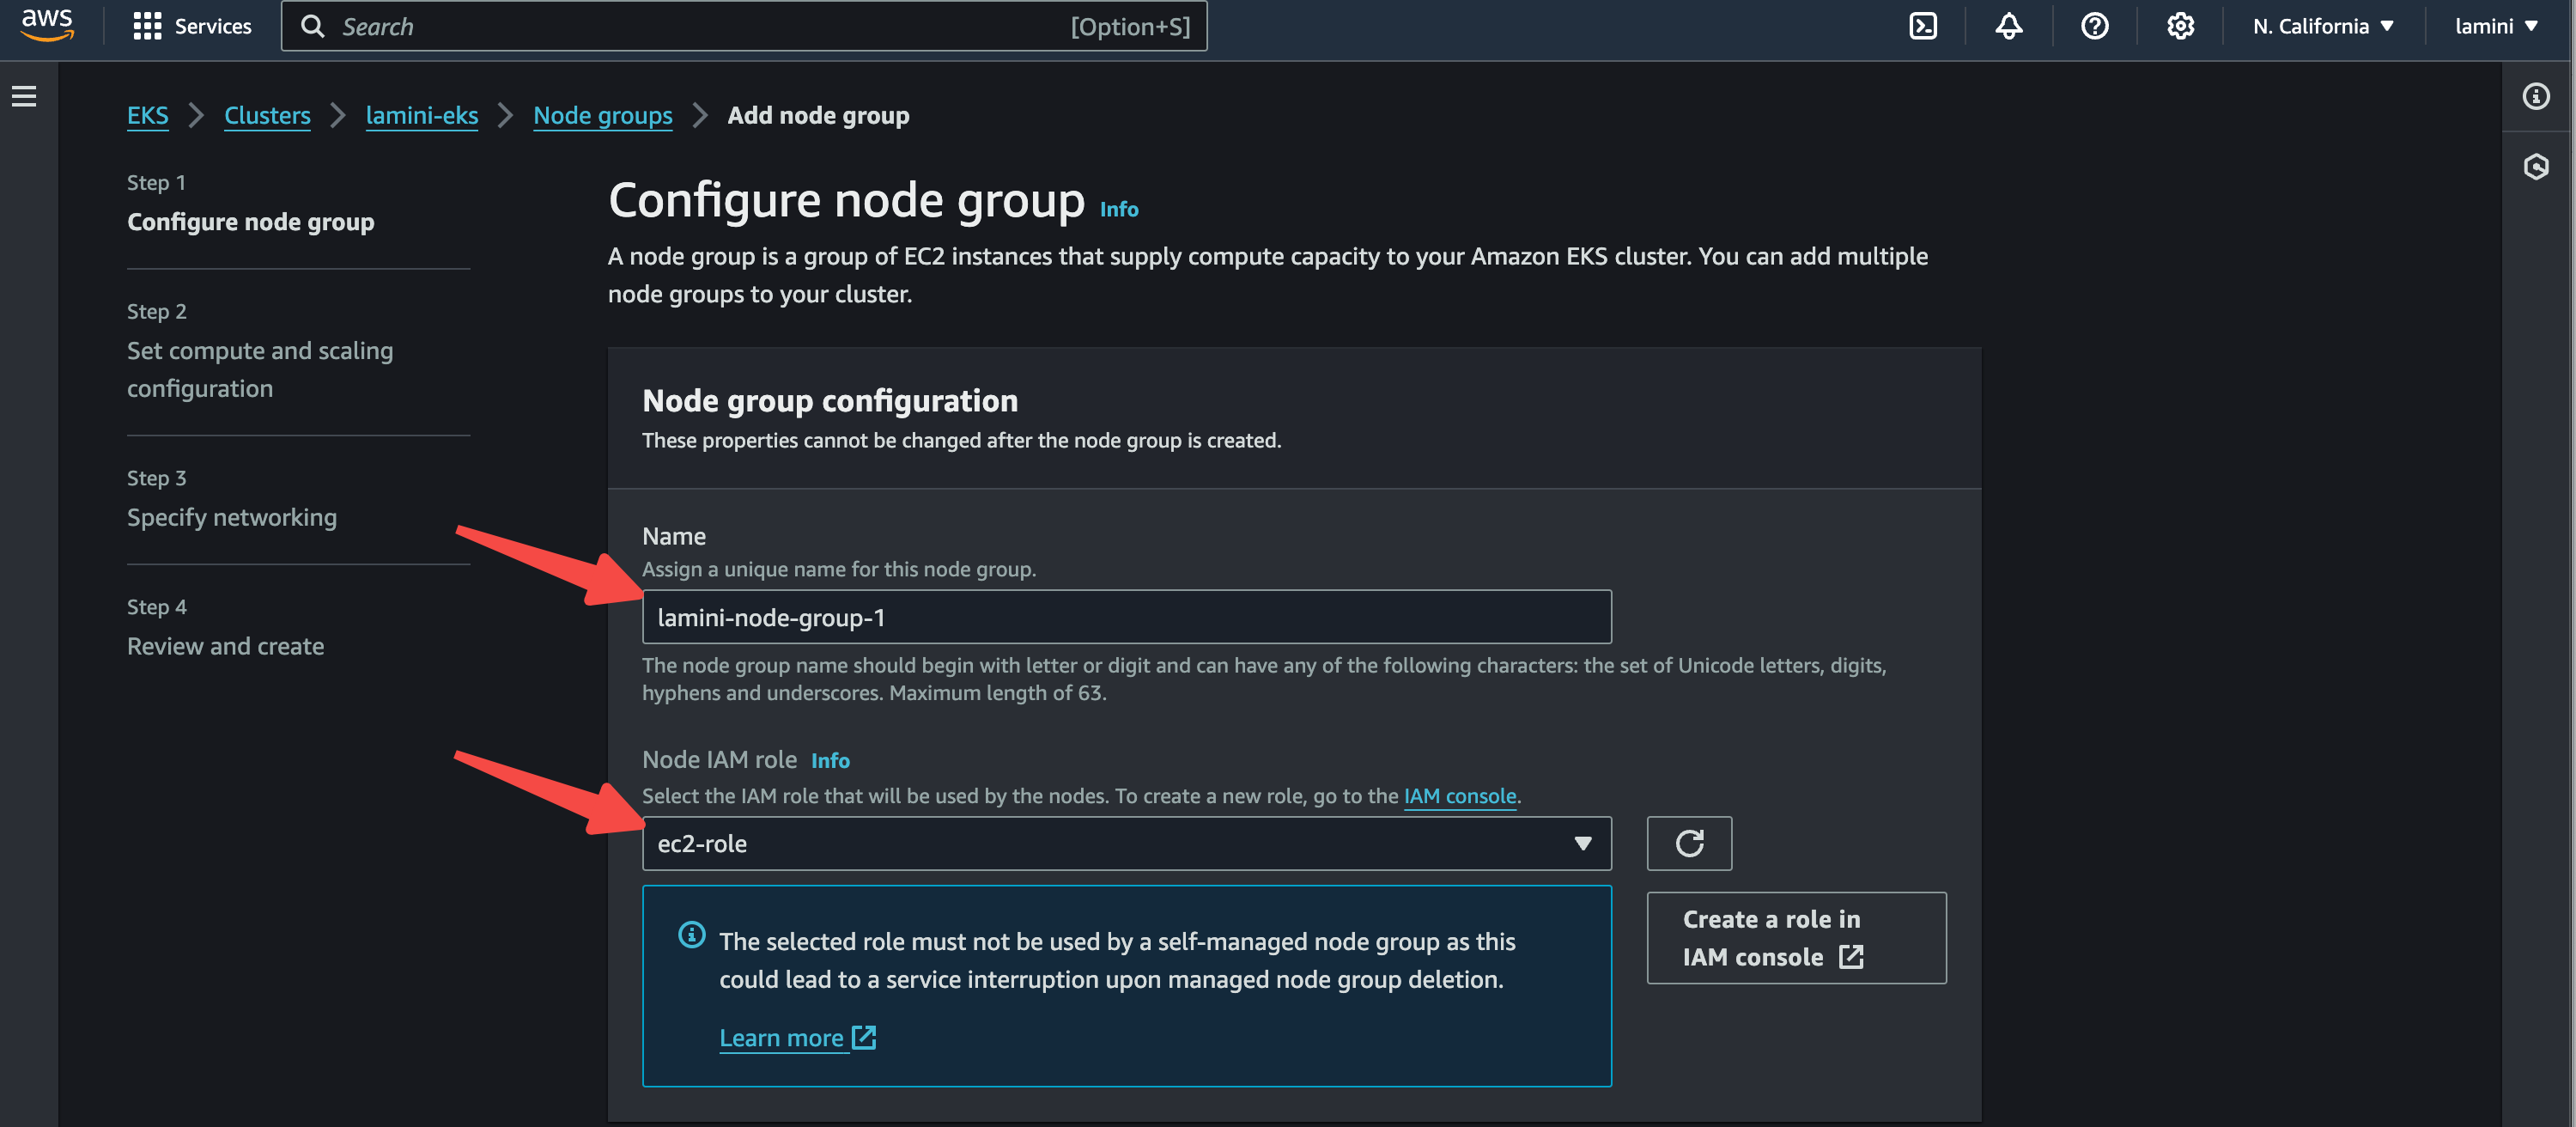 aws
Services
Search
[Option+S]
N. California
lamini
EKS
Clusters
lamini-eks
Node groups
Add node group
Step 1
Configure node group
Step 2
Set compute and scaling
configuration
Step 3
Specify networking
Step 4
Review and create
Configure node group Info
A node group is a group of EC2 instances that supply compute capacity to your Amazon EKS cluster. You can add multiple
node groups to your cluster.
Node group configuration
These properties cannot be changed after the node group is created.
Name
Assign a unique name for this node group.
lamini-node-group-1
The node group name should begin with letter or digit and can have any of the following characters: the set of Unicode letters, digits,
hyphens and underscores. Maximum length of 63.
Node IAM role Info
Select the IAM role that will be used by the nodes. To create a new role, go to the IAM console.
ec2-role
The selected role must not be used by a self-managed node group as this
could lead to a service interruption upon managed node group deletion.
Learn more
Create a role in
IAM console